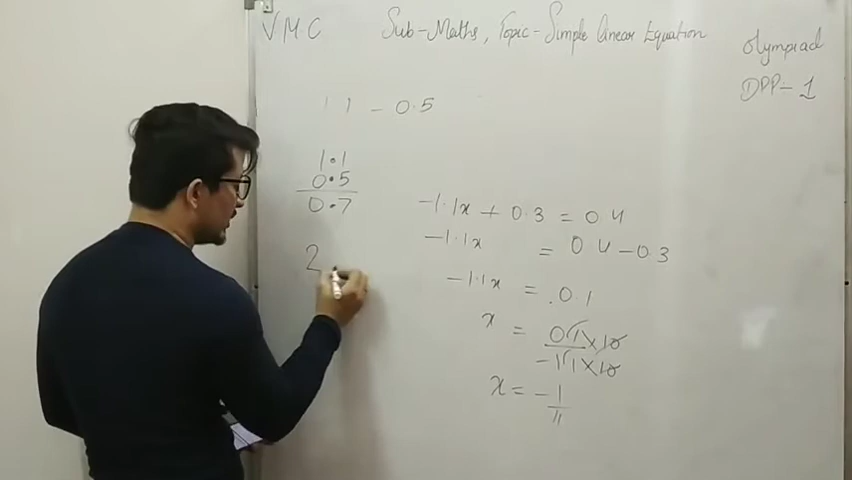 VMC
Sub-Maths, Topic-Simple linear Equation
Olympiad
DPP-1
11 - 0.5
1.1
0.5
0.7
2
-1.1x + 0.3 = 0.4
-1.1x = 0.4-0.3
-1.1x = 0.1
x = 0.1×10
-1.1×10
x = -1
11